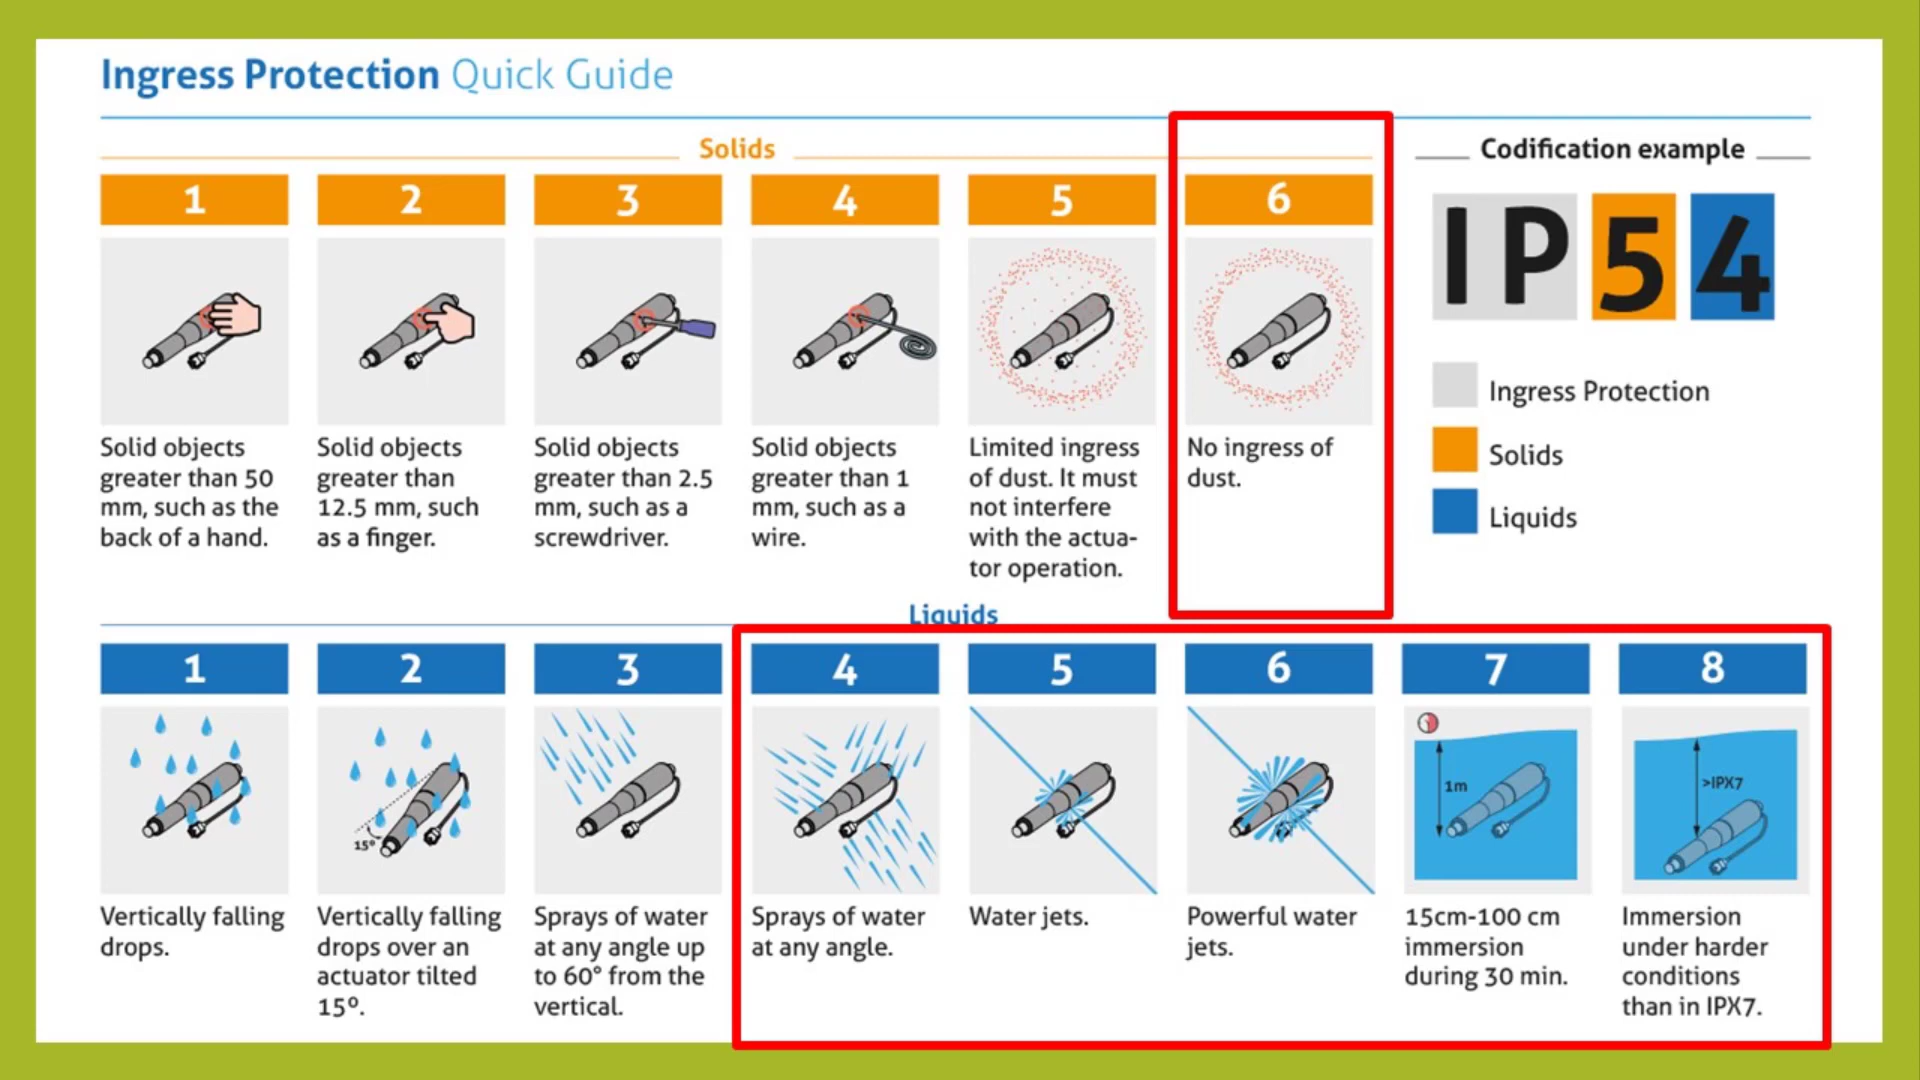 Ingress Protection Quick Guide
Solids
1
2
3
4
5
6
Solid objects
greater than 50
mm, such as the
back of a hand.
Solid objects
greater than
12.5 mm, such
as a finger.
Solid objects
greater than 2.5
mm, such as a
screwdriver.
Solid objects
greater than 1
mm, such as a
wire.
Limited ingress
of dust. It must
not interfere
with the actua-
tor operation.
No ingress of
dust.
Codification example
IP54
Ingress Protection
Solids
Liquids
Liquids
1
2
3
4
5
6
7
8
15º
1m
>IPX7
Vertically falling
drops.
Vertically falling
drops over an
actuator tilted
15º.
Sprays of water
at any angle up
to 60° from the
vertical.
Sprays of water
at any angle.
Water jets.
Powerful water
jets.
15cm-100 cm
immersion
during 30 min.
Immersion
under harder
conditions
than in IPX7.